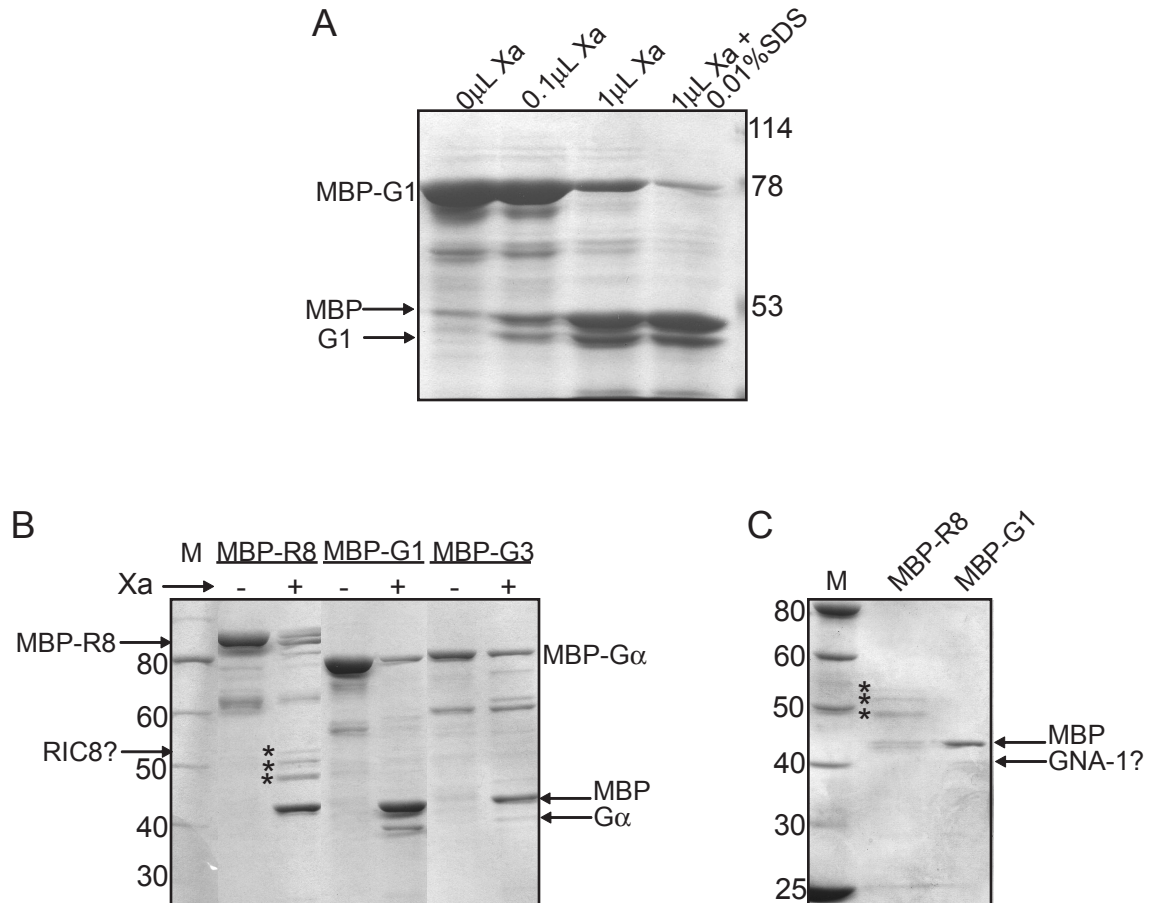 A
0µL Xa
0.1µL Xa
1µL Xa
1µL Xa +
0.01%SDS
114
MBP-G1
78
MBP
53
G1
B
M MBP-R8 MBP-G1 MBP-G3
Xa - + - + - +
MBP-R8
MBP-Gα
80
60
RIC8?
*
*
*
50
MBP
Gα
40
30
C
M
MBP-R8
MBP-G1
80
60
*
*
*
50
MBP
GNA-1?
40
30
25